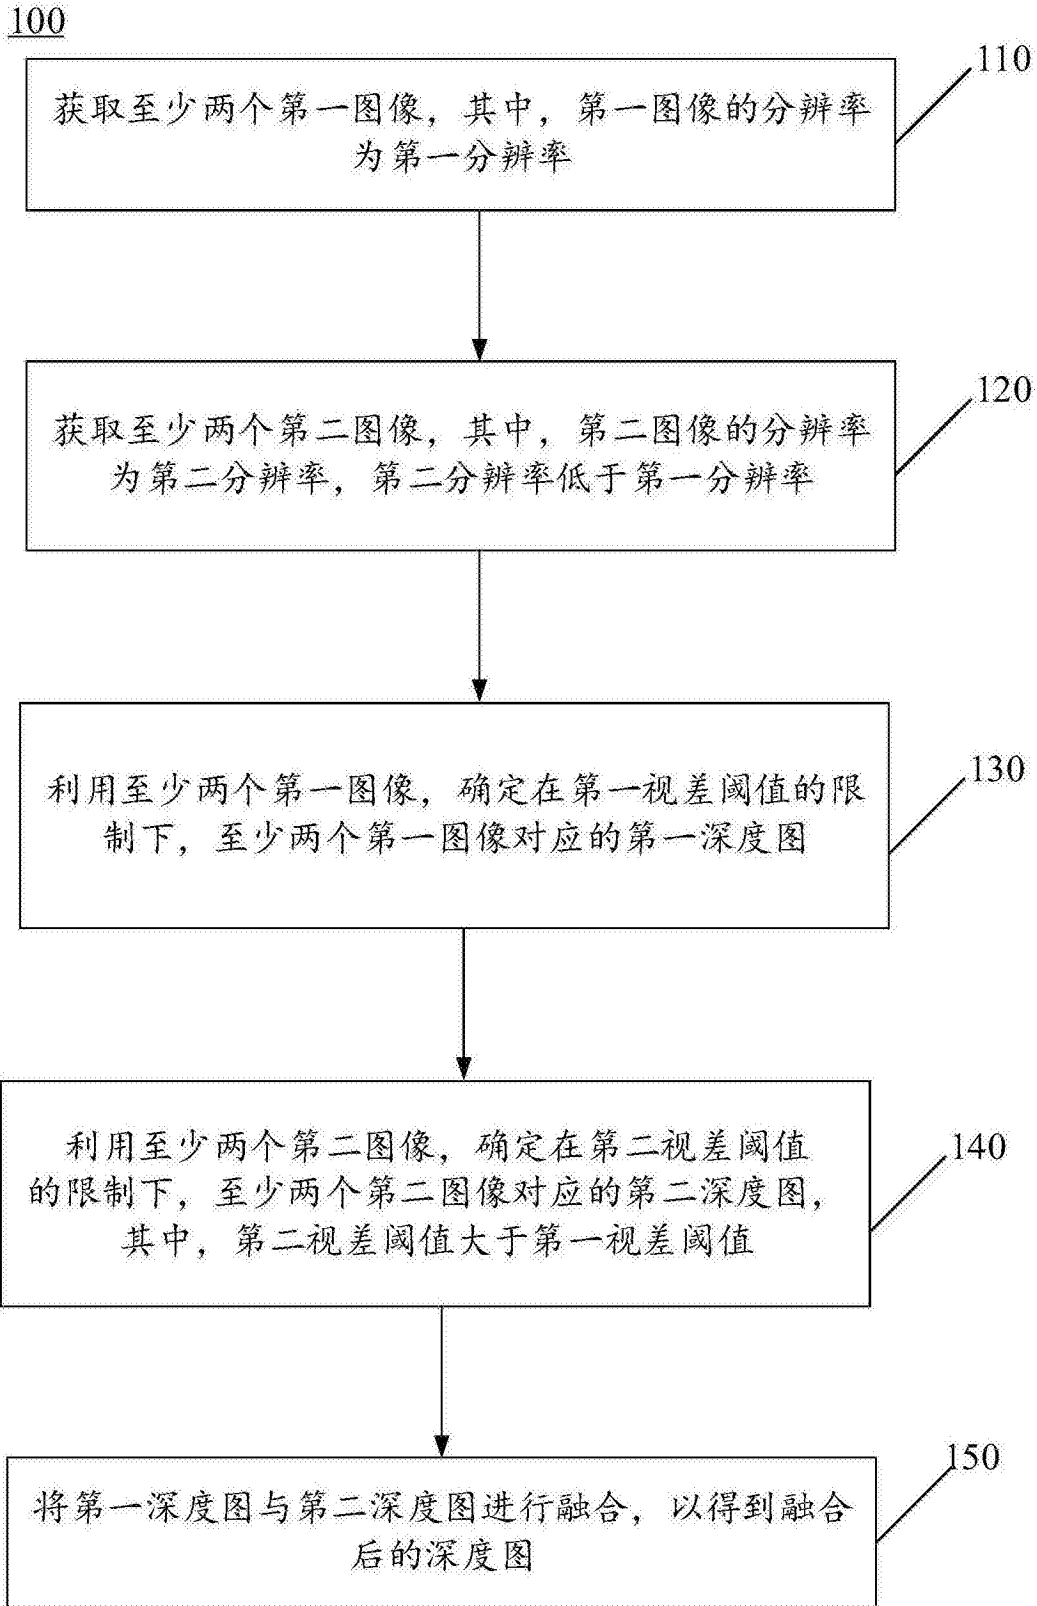 100
110
获取至少两个第一图像，其中，第一图像的分辨率
为第一分辨率
120
获取至少两个第二图像，其中，第二图像的分辨率
为第二分辨率，第二分辨率低于第一分辨率
130
利用至少两个第一图像，确定在第一视差阈值的限
制下，至少两个第一图像对应的第一深度图
140
利用至少两个第二图像，确定在第二视差阈值
的限制下，至少两个第二图像对应的第二深度图，
其中，第二视差阈值大于第一视差阈值
150
将第一深度图与第二深度图进行融合，以得到融合
后的深度图